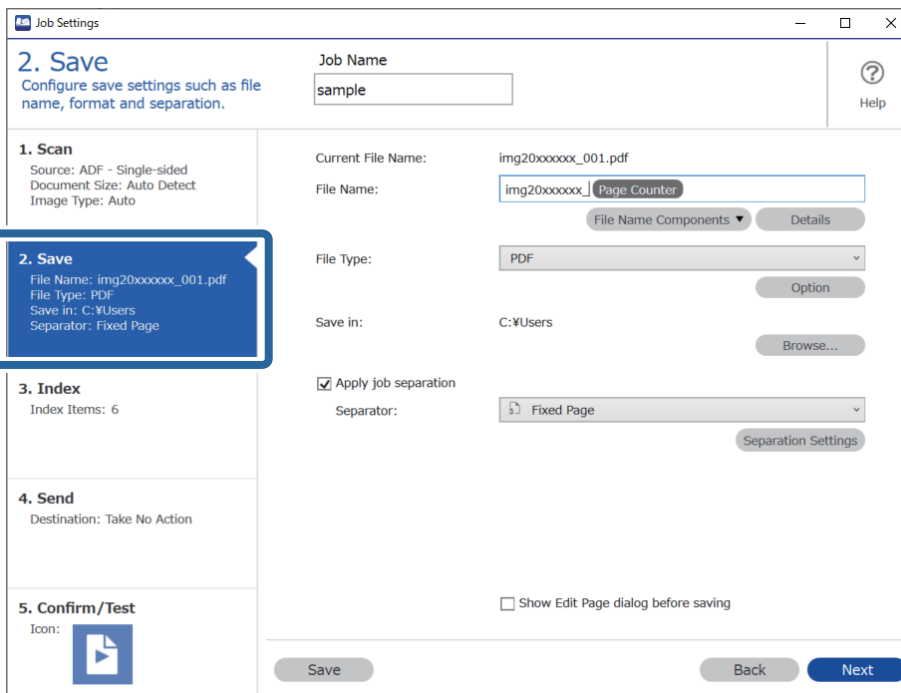 Job Settings
2. Save
Configure save settings such as file
name, format and separation.
Job Name
sample
Help
1. Scan
Source: ADF - Single-sided
Document Size: Auto Detect
Image Type: Auto
2. Save
File Name: img20xxxxxx_001.pdf
File Type: PDF
Save in: C:¥Users
Separator: Fixed Page
3. Index
Index Items: 6
4. Send
Destination: Take No Action
5. Confirm/Test
Icon:
Current File Name: img20xxxxxx_001.pdf
File Name: img20xxxxxx_ Page Counter
File Name Components ▼ Details
File Type: PDF
Option
Save in: C:¥Users
Browse...
Apply job separation
Separator: Fixed Page
Separation Settings
Show Edit Page dialog before saving
Save Back Next